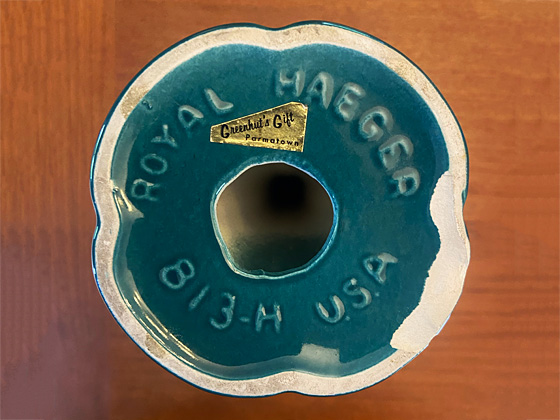 ROYAL HAEGER
Greenhut's Gift
Parmatown
813-H U.S.A